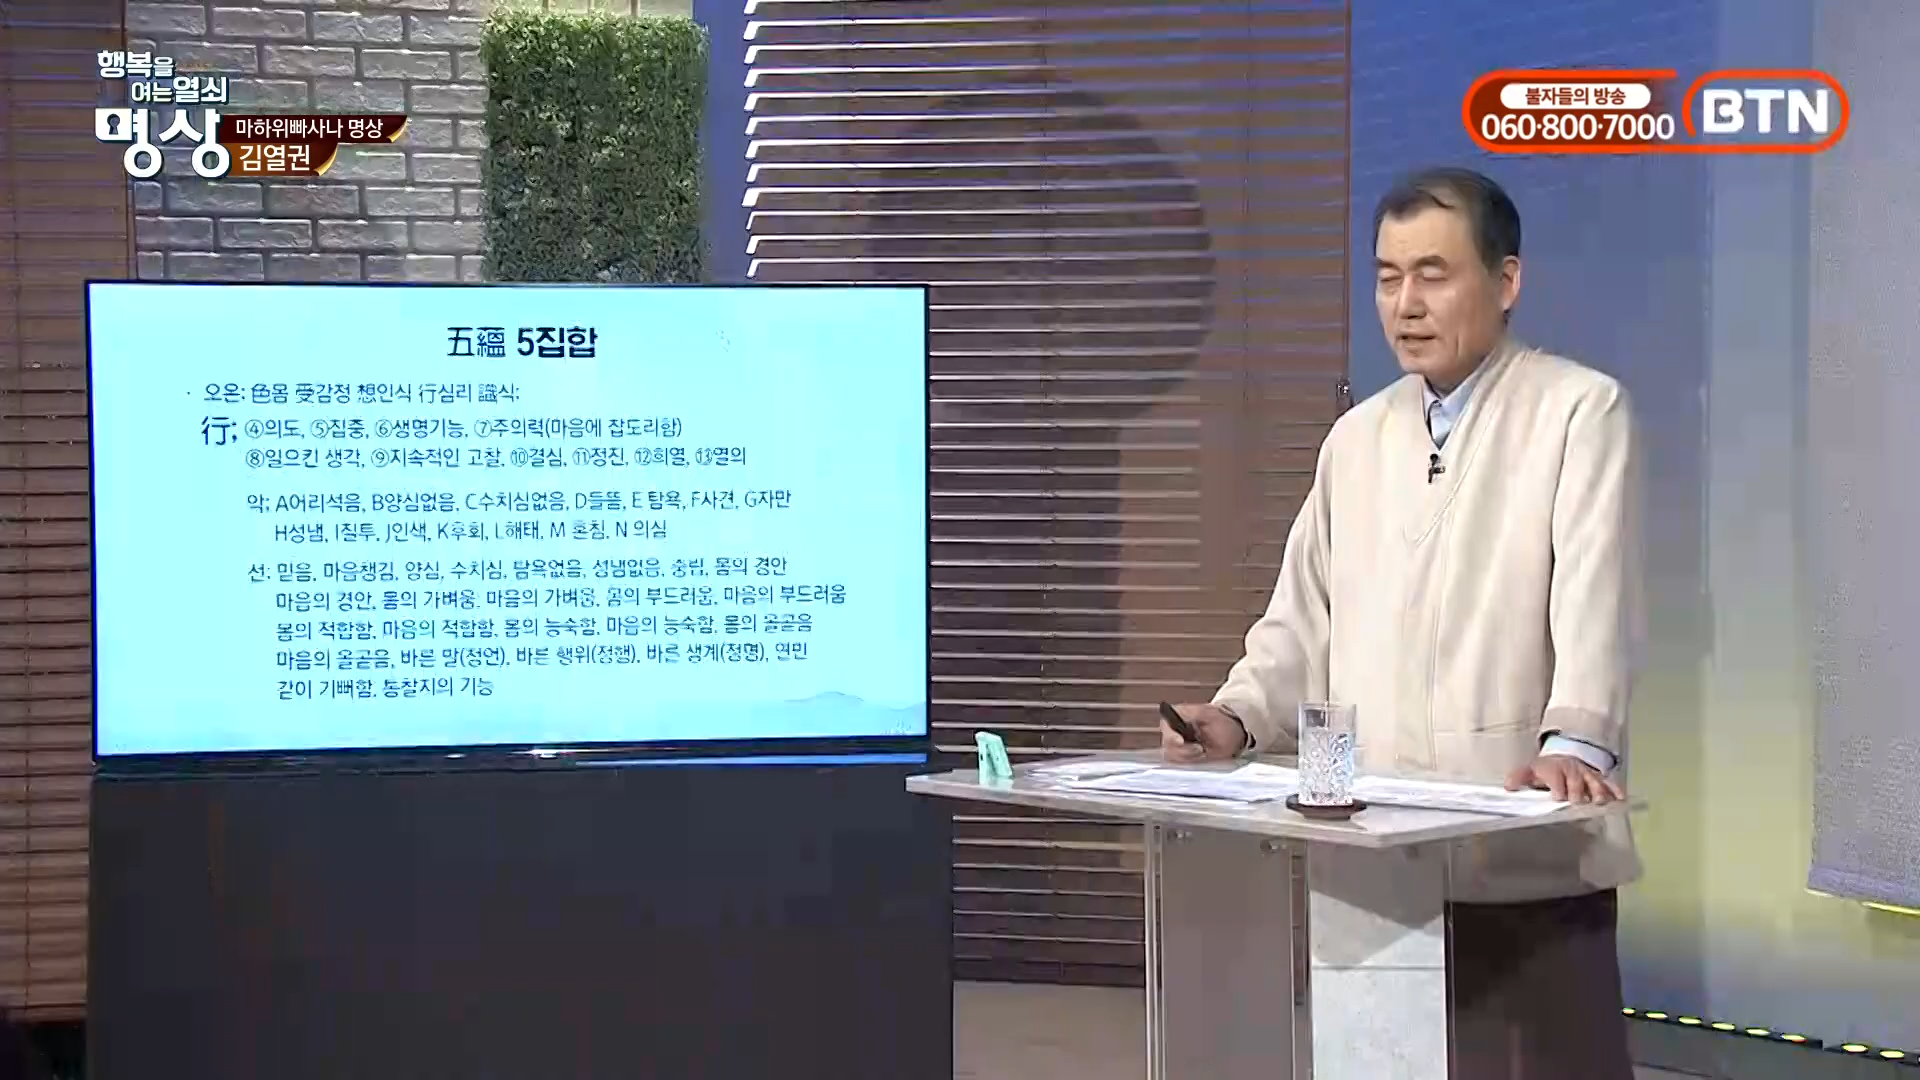 행복을
여는 열쇠
명상
마하위빠사나 명상
김열권
불자들의 방송
060·800·7000
BTN
五蘊 5집합
· 오온: 色몸 受감정 想인식 行심리 識식:
行; ④의도, ⑤집중, ⑥생명기능, ⑦주의력(마음에 잡도리함)
⑧일으킨 생각, ⑨지속적인 고찰, ⑩결심, ⑪정진, ⑫희열, ⑬열의
악; A어리석음, B양심없음, C수치심없음, D들뜸, E 탐욕, F사견, G자만
H성냄, I질투, J인색, K후회, L해태, M 혼침, N 의심
선: 믿음, 마음챙김, 양심, 수치심, 탐욕없음, 성냄없음, 중립, 몸의 경안
마음의 경안, 몸의 가벼움, 마음의 가벼움, 몸의 부드러움, 마음의 부드러움
몸의 적합함, 마음의 적합함, 몸의 능숙함, 마음의 능숙함, 몸의 올곧음
마음의 올곧음, 바른 말(정언), 바른 행위(정행), 바른 생계(정명), 연민
같이 기뻐함, 통찰지의 기능